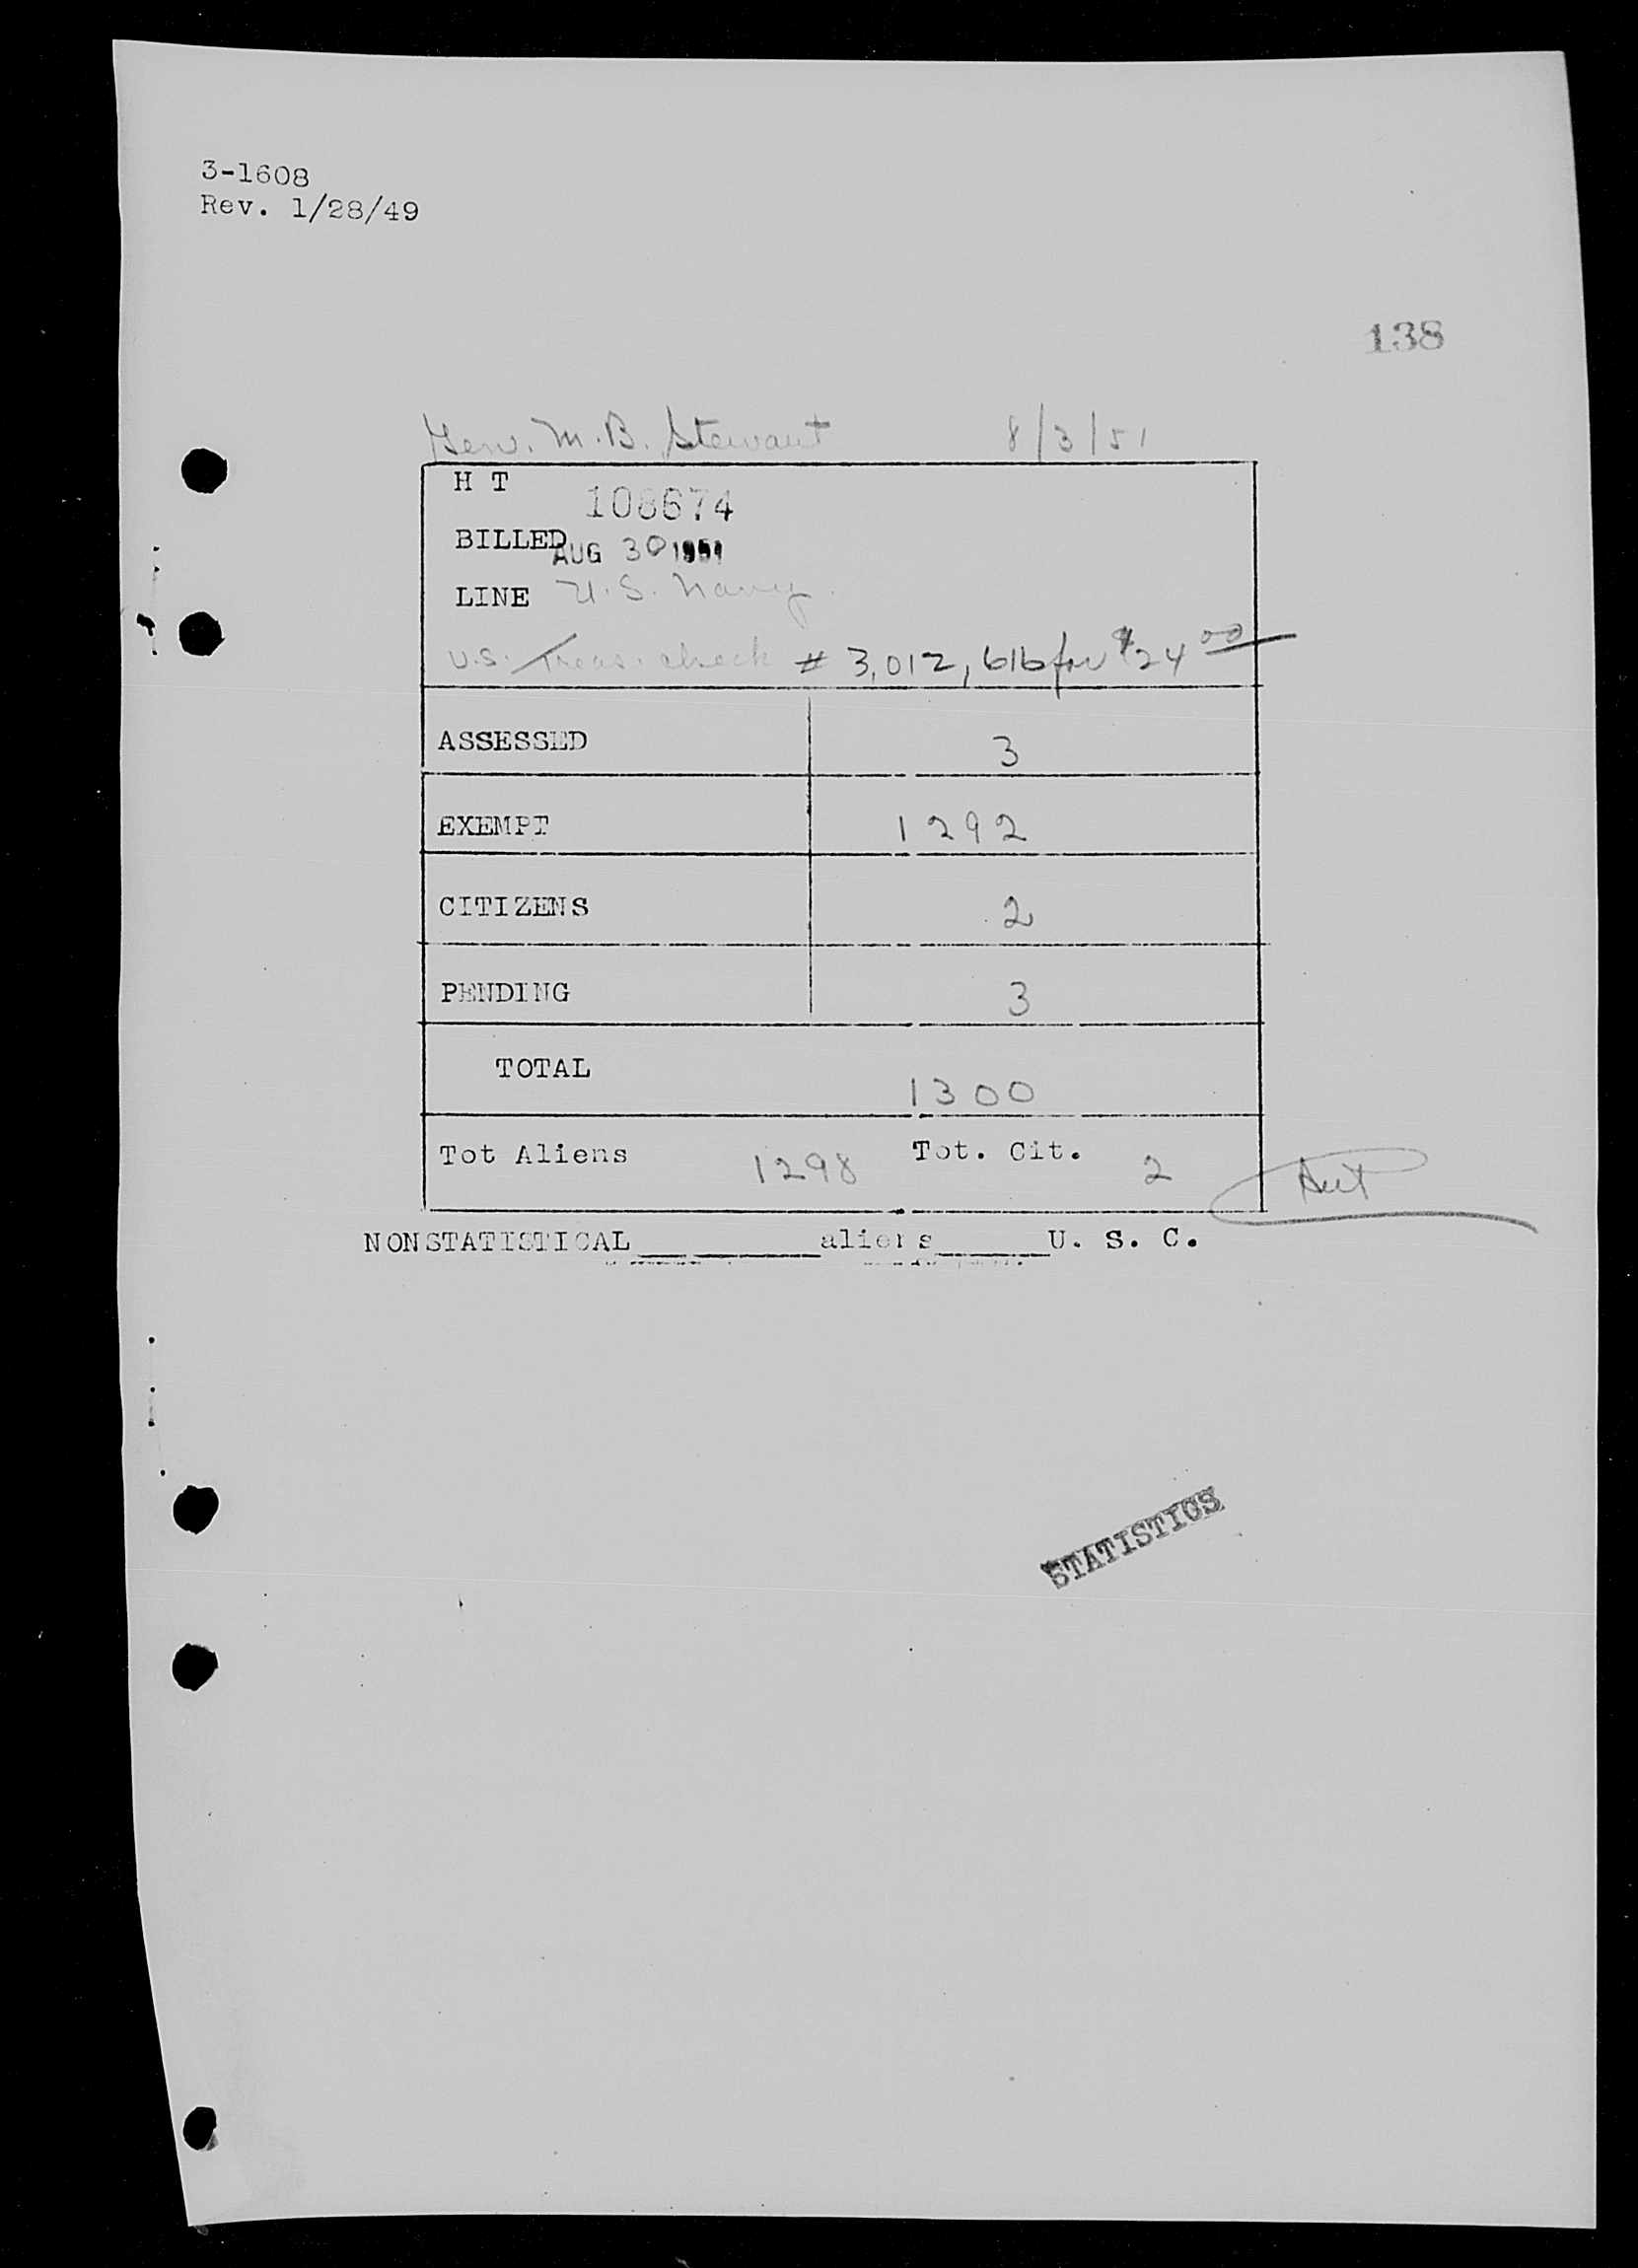 3-1608
Rev. 1/28/49
138
Gen. M. B. Stewart 8/3/51
H T 108674
BILLED AUG 30 1951
LINE U.S. Navy
U.S. Treas. check # 3,012,616 for $24 00
ASSESSED 3
EXEMPT 1292
CITIZENS 2
PENDING 3
TOTAL 1300
Tot Aliens 1298 Tot. Cit. 2
NONSTATISTICAL aliens U. S. C.
STATISTICS